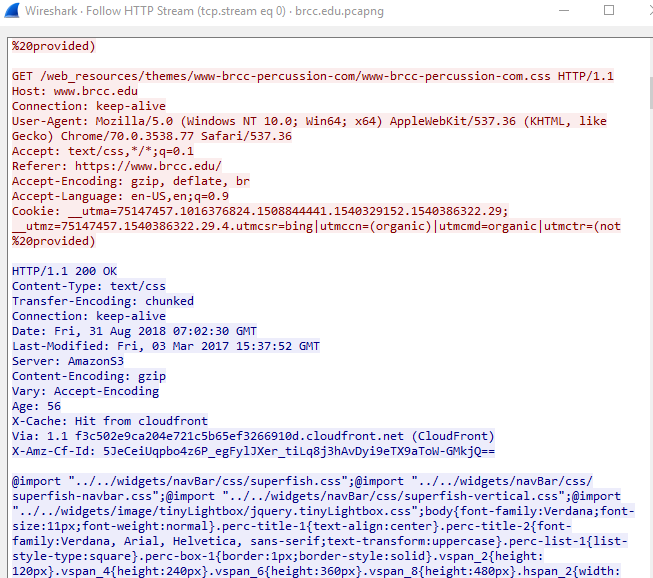 Wireshark · Follow HTTP Stream (tcp.stream eq 0) · brcc.edu.pcapng
%20provided)
GET /web_resources/themes/www-brcc-percussion-com/www-brcc-percussion-com.css HTTP/1.1
Host: www.brcc.edu
Connection: keep-alive
User-Agent: Mozilla/5.0 (Windows NT 10.0; Win64; x64) AppleWebKit/537.36 (KHTML, like
Gecko) Chrome/70.0.3538.77 Safari/537.36
Accept: text/css,*/*;q=0.1
Referer: https://www.brcc.edu/
Accept-Encoding: gzip, deflate, br
Accept-Language: en-US,en;q=0.9
Cookie: __utma=75147457.1016376824.1508844441.1540329152.1540386322.29;
__utmz=75147457.1540386322.29.4.utmcsr=bing|utmccn=(organic)|utmcmd=organic|utmctr=(not
%20provided)
HTTP/1.1 200 OK
Content-Type: text/css
Transfer-Encoding: chunked
Connection: keep-alive
Date: Fri, 31 Aug 2018 07:02:30 GMT
Last-Modified: Fri, 03 Mar 2017 15:37:52 GMT
Server: AmazonS3
Content-Encoding: gzip
Vary: Accept-Encoding
Age: 56
X-Cache: Hit from cloudfront
Via: 1.1 f3c502e9ca204e721c5b65ef3266910d.cloudfront.net (CloudFront)
X-Amz-Cf-Id: 5JeCeiUqpbo4z6P_egFylJXer_tiLq8j3hAvDyi9eTX9aToW-GMkjQ==
@import "../../widgets/navBar/css/superfish.css";@import "../../widgets/navBar/css/
superfish-navbar.css";@import "../../widgets/navBar/css/superfish-vertical.css";@import
"../../widgets/image/tinyLightbox/jquery.tinyLightbox.css";body{font-family:Verdana;font-
size:11px;font-weight:normal}.perc-title-1{text-align:center}.perc-title-2{font-
family:Verdana, Arial, Helvetica, sans-serif;text-transform:uppercase}.perc-list-1{list-
style-type:square}.perc-box-1{border:1px;border-style:solid}.vspan_2{height:
120px}.vspan_4{height:240px}.vspan_6{height:360px}.vspan_8{height:480px}.hspan_2{width: